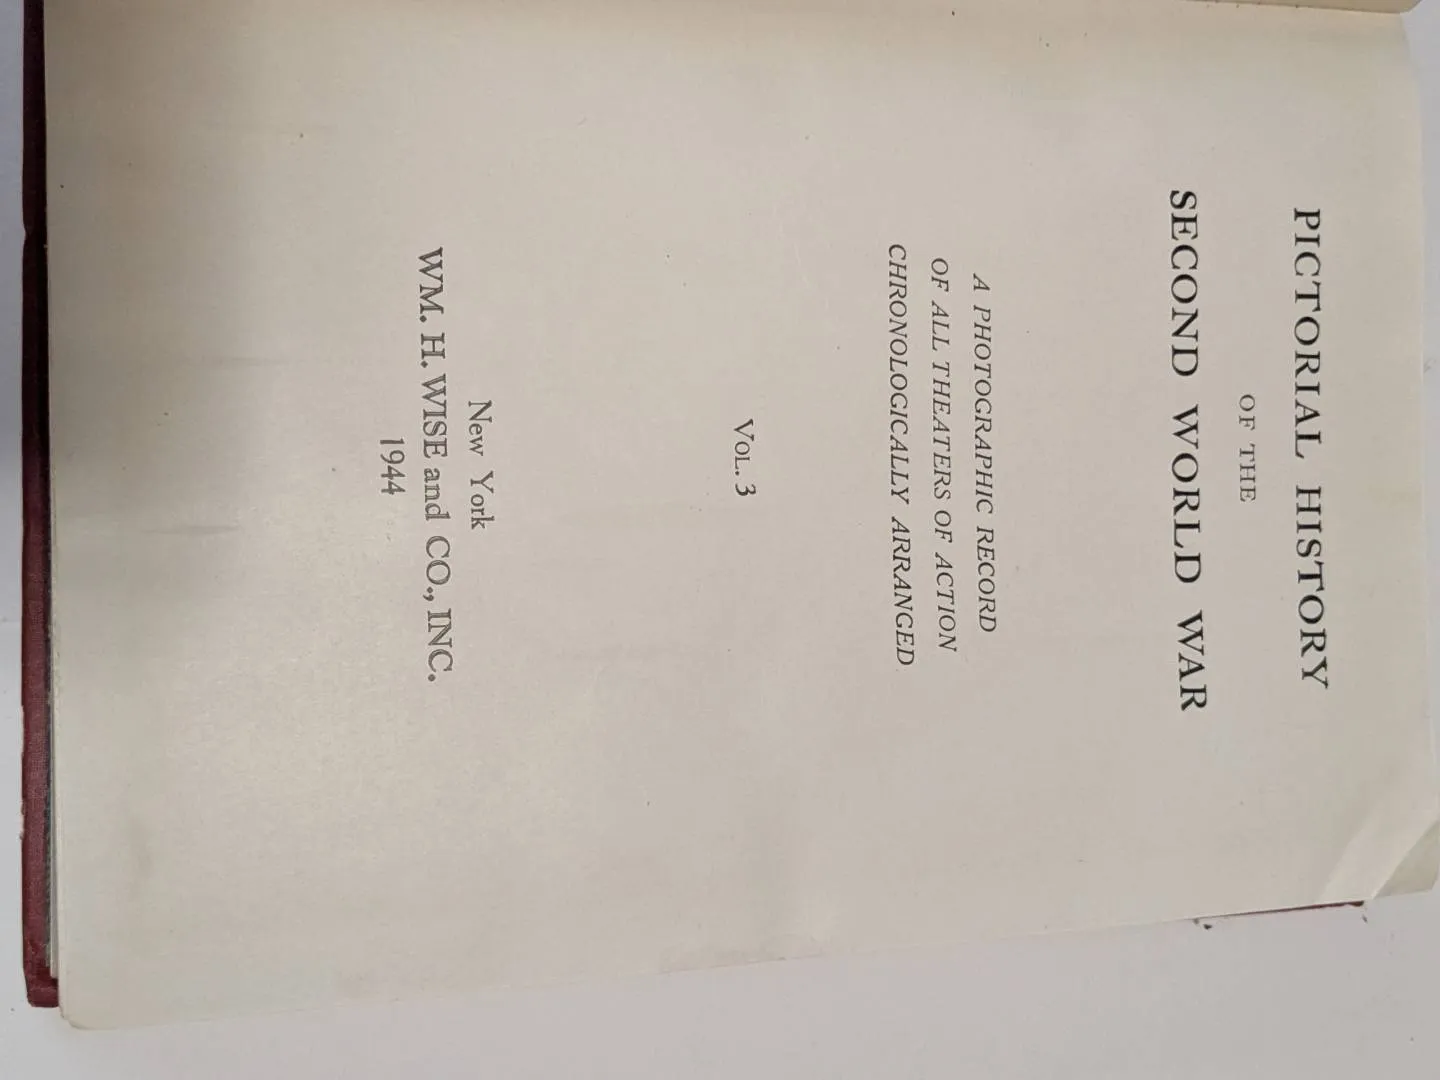 PICTORIAL HISTORY
OF THE
SECOND WORLD WAR
A PHOTOGRAPHIC RECORD
OF ALL THEATERS OF ACTION
CHRONOLOGICALLY ARRANGED
VOL. 3
New York
WM. H. WISE and CO., INC.
1944